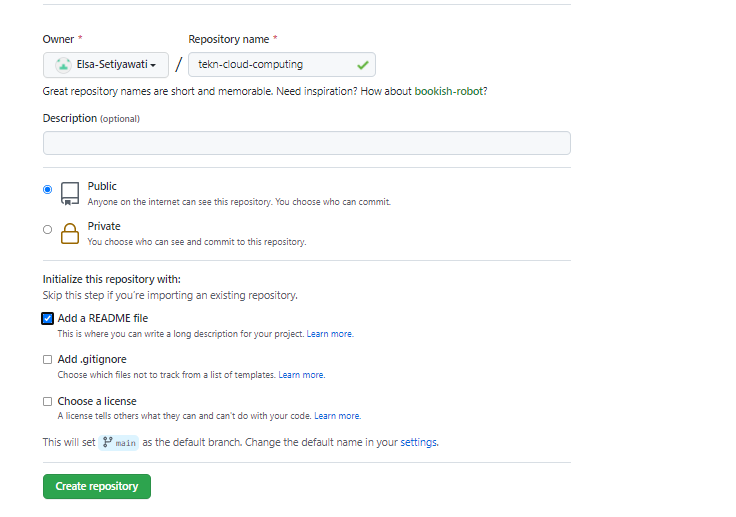 Owner * Repository name *
Elsa-Setiyawati / tekn-cloud-computing
Great repository names are short and memorable. Need inspiration? How about bookish-robot?
Description (optional)
Public
Anyone on the internet can see this repository. You choose who can commit.
Private
You choose who can see and commit to this repository.
Initialize this repository with:
Skip this step if you're importing an existing repository.
Add a README file
This is where you can write a long description for your project. Learn more.
Add .gitignore
Choose which files not to track from a list of templates. Learn more.
Choose a license
A license tells others what they can and can't do with your code. Learn more.
This will set main as the default branch. Change the default name in your settings.
Create repository